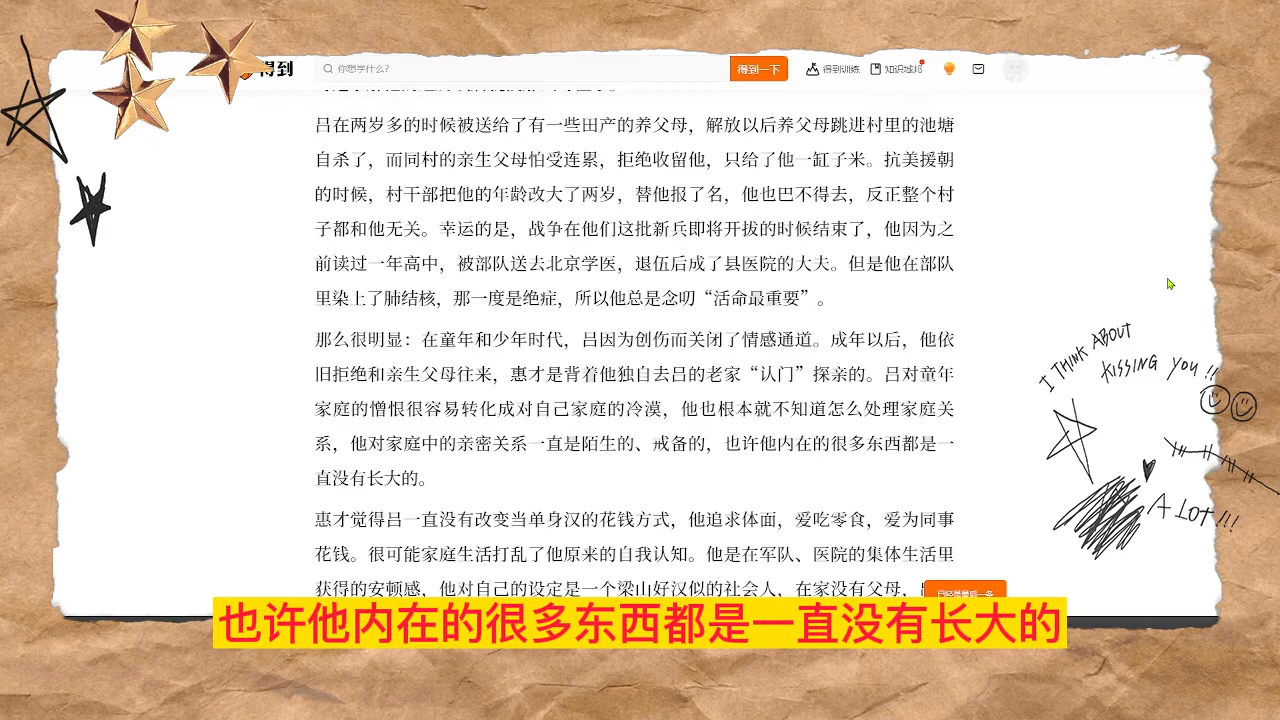 得到
你想学什么?
得到一下
得到训练
知识城邦
吕在两岁多的时候被送给了有一些田产的养父母，解放以后养父母跳进村里的池塘
自杀了，而同村的亲生父母怕受连累，拒绝收留他，只给了他一缸子米。抗美援朝
的时候，村干部把他的年龄改大了两岁，替他报了名，他也巴不得去，反正整个村
子都和他无关。幸运的是，战争在他们这批新兵即将开拔的时候结束了，他因为之
前读过一年高中，被部队送去北京学医，退伍后成了县医院的大夫。但是他在部队
里染上了肺结核，那一度是绝症，所以他总是念叨“活命最重要”。
那么很明显：在童年和少年时代，吕因为创伤而关闭了情感通道。成年以后，他依
旧拒绝和亲生父母往来，惠才是背着他独自去吕的老家“认门”探亲的。吕对童年
家庭的憎恨很容易转化成对自己家庭的冷漠，他也根本就不知道怎么处理家庭关
系，他对家庭中的亲密关系一直是陌生的、戒备的，也许他内在的很多东西都是一
直没有长大的。
惠才觉得吕一直没有改变当单身汉的花钱方式，他追求体面，爱吃零食，爱为同事
花钱。很可能家庭生活打乱了他原来的自我认知。他是在军队、医院的集体生活里
获得的安顿感，他对自己的设定是一个梁山好汉似的社会人，在家没有父母，
也许他内在的很多东西都是一直没有长大的
I THINK ABOUT
KISSING YOU !!
A LOT !!!